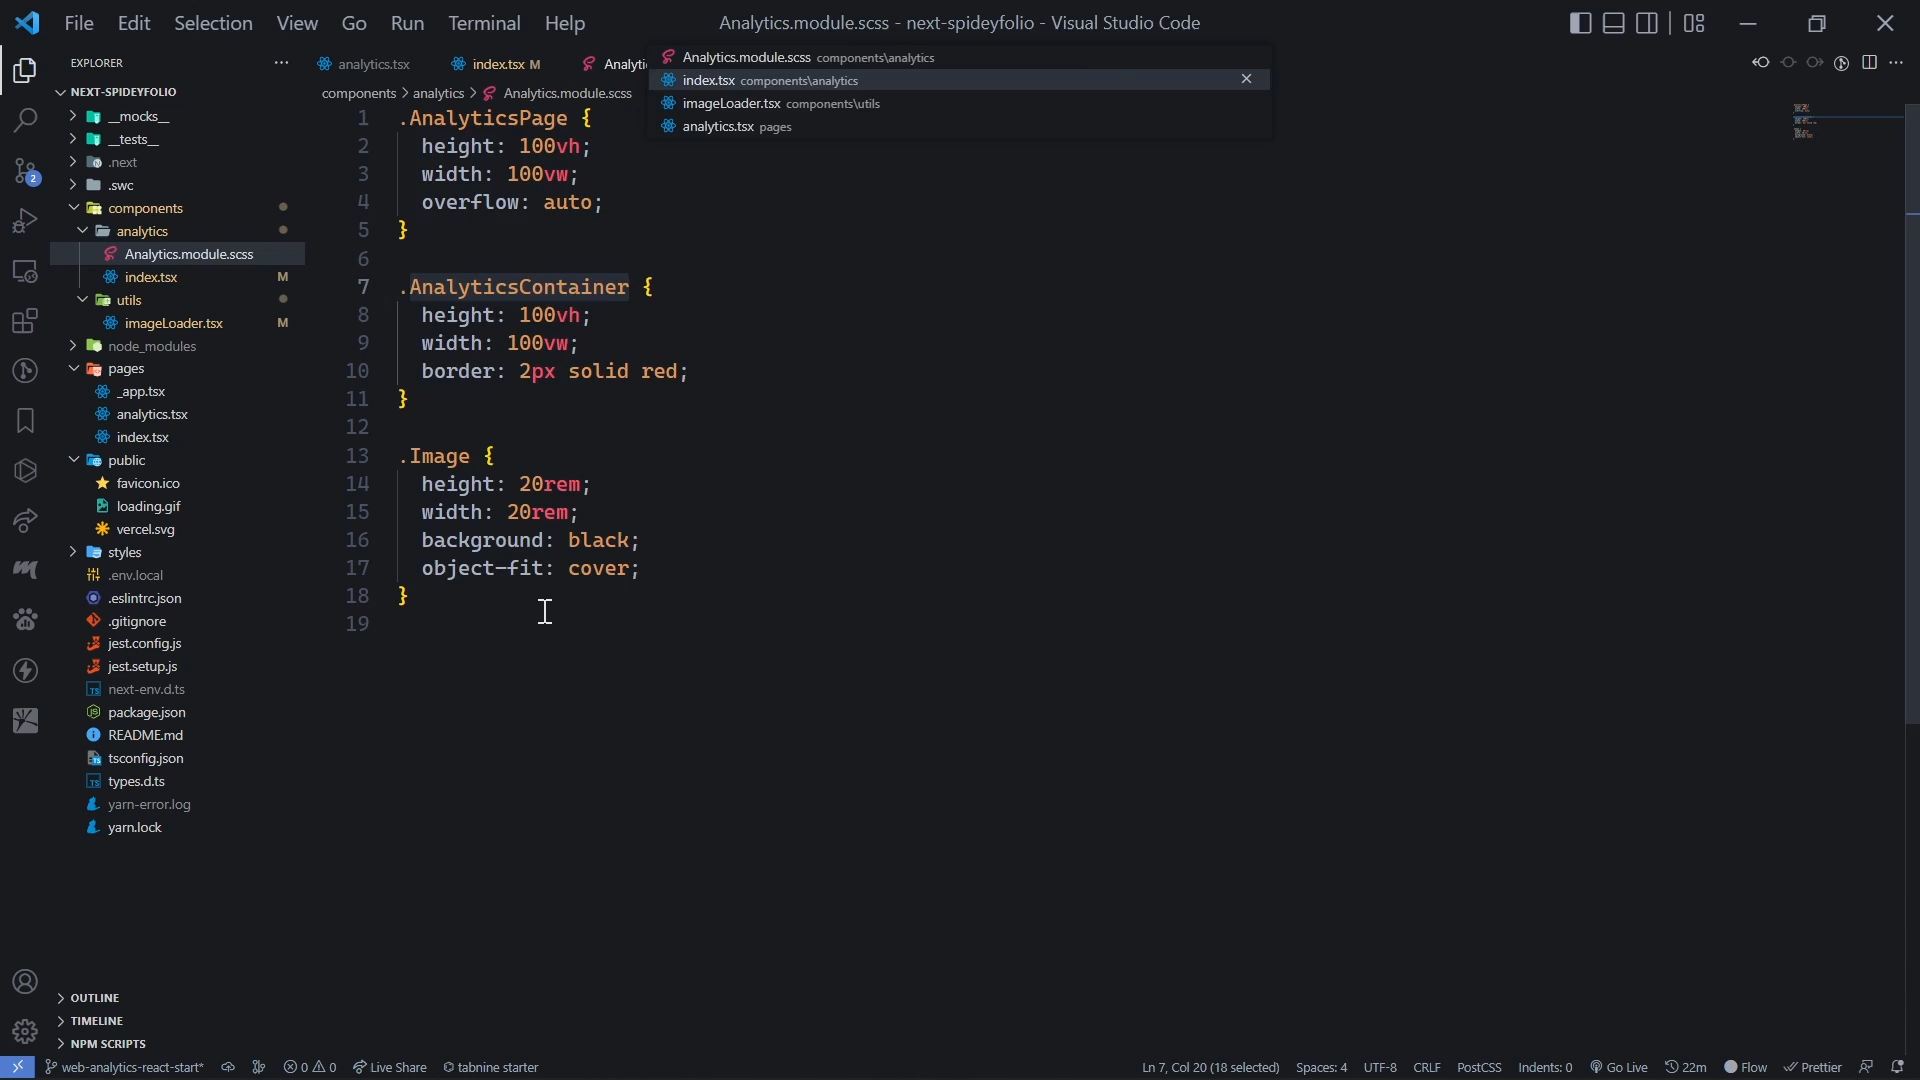 File Edit Selection View Go Run Terminal Help
Analytics.module.scss - next-spideyfolio - Visual Studio Code
EXPLORER
NEXT-SPIDEYFOLIO
__mocks__
__tests__
.next
.swc
components
analytics
Analytics.module.scss
index.tsx M
utils
imageLoader.tsx M
node_modules
pages
_app.tsx
analytics.tsx
index.tsx
public
favicon.ico
loading.gif
vercel.svg
styles
.env.local
.eslintrc.json
.gitignore
jest.config.js
jest.setup.js
next-env.d.ts
package.json
README.md
tsconfig.json
types.d.ts
yarn-error.log
yarn.lock
OUTLINE
TIMELINE
NPM SCRIPTS
2
analytics.tsx index.tsx M Analyti
components > analytics > Analytics.module.scss
Analytics.module.scss components\analytics
index.tsx components\analytics
imageLoader.tsx components\utils
analytics.tsx pages
1 .AnalyticsPage {
2 height: 100vh;
3 width: 100vw;
4 overflow: auto;
5 }
6
7 .AnalyticsContainer {
8 height: 100vh;
9 width: 100vw;
10 border: 2px solid red;
11 }
12
13 .Image {
14 height: 20rem;
15 width: 20rem;
16 background: black;
17 object-fit: cover;
18 }
19
web-analytics-react-start* 0 0 Live Share tabnine starter Ln 7, Col 20 (18 selected) Spaces: 4 UTF-8 CRLF PostCSS Indents: 0 Go Live 22m Flow Prettier